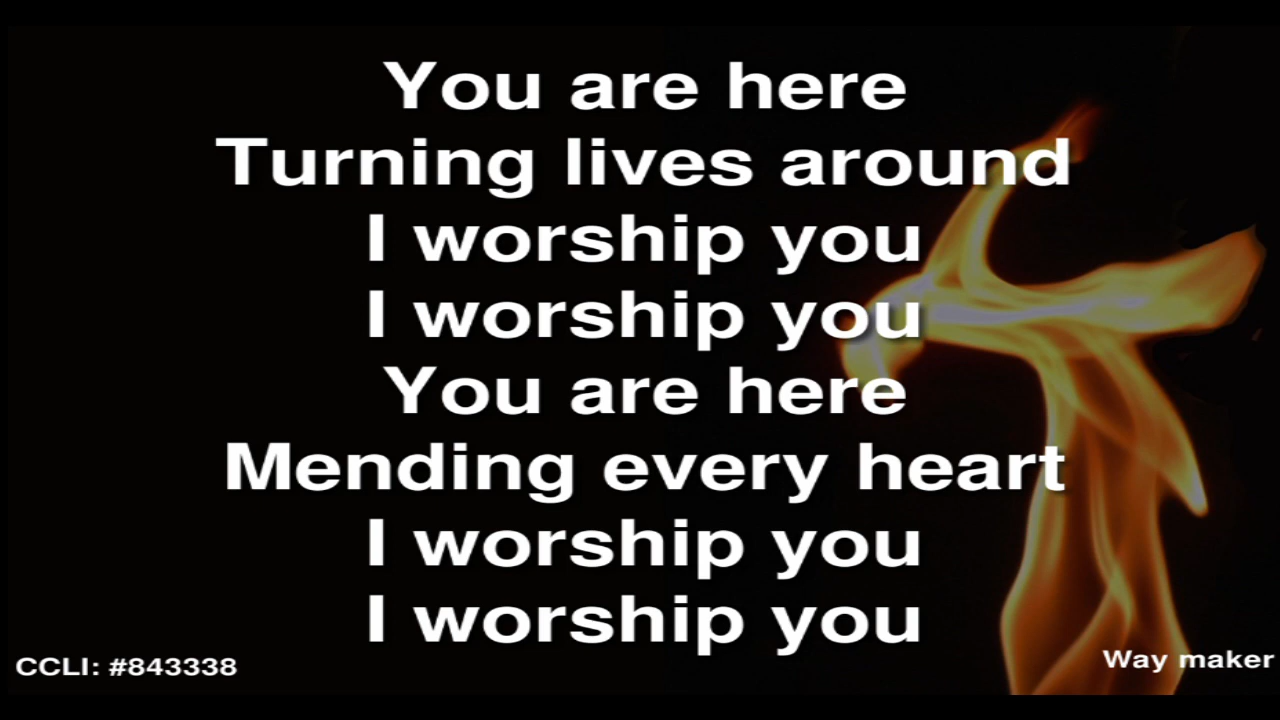 You are here
Turning lives around
I worship you
I worship you
You are here
Mending every heart
I worship you
I worship you
CCLI: #843338
Way maker